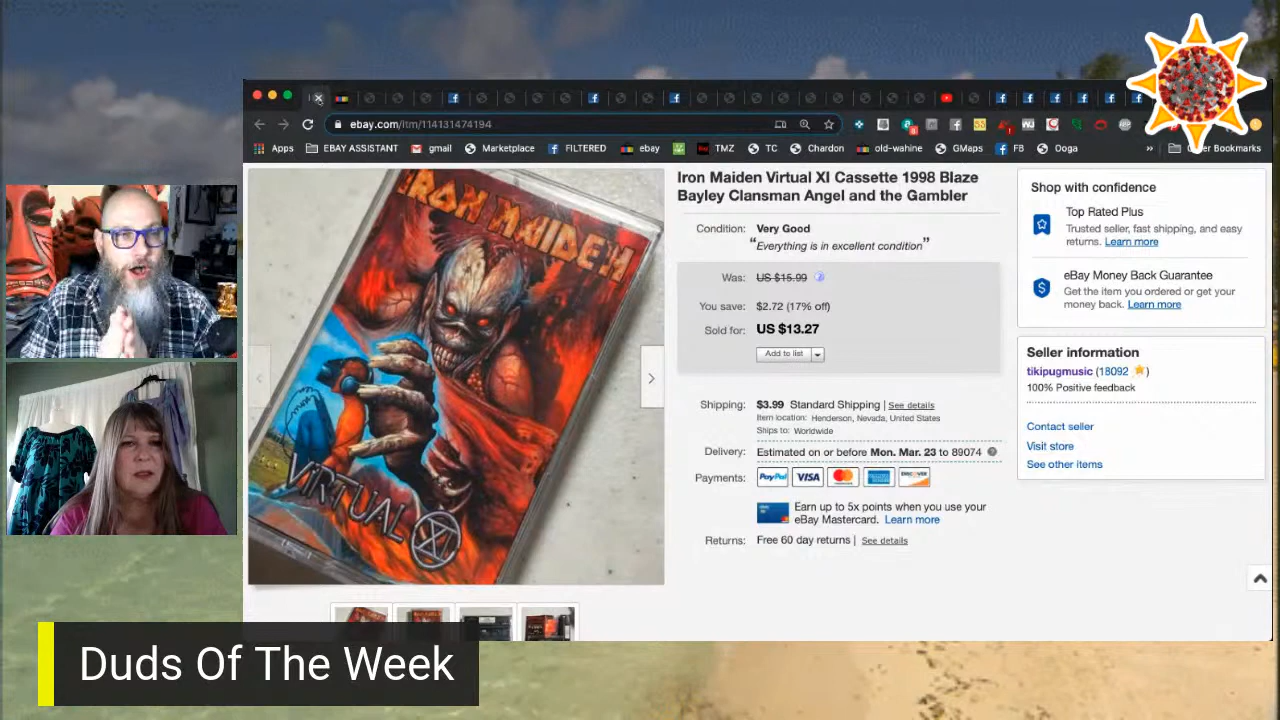 ebay.com/itm/114131474194
Apps EBAY ASSISTANT gmail Marketplace FILTERED ebay TMZ TC Chardon old-wahine GMaps FB Ooga » Other Bookmarks
IRON MAIDEN
VIRTUAL XI
Iron Maiden Virtual XI Cassette 1998 Blaze
Bayley Clansman Angel and the Gambler
Condition: Very Good
“Everything is in excellent condition”
Was: US $15.99
You save: $2.72 (17% off)
Sold for: US $13.27
Add to list
Shipping: $3.99 Standard Shipping | See details
Item location: Henderson, Nevada, United States
Ships to: Worldwide
Delivery: Estimated on or before Mon. Mar. 23 to 89074
Payments: PayPal VISA
Earn up to 5x points when you use your
eBay Mastercard. Learn more
Returns: Free 60 day returns | See details
Shop with confidence
Top Rated Plus
Trusted seller, fast shipping, and easy
returns. Learn more
eBay Money Back Guarantee
Get the item you ordered or get your
money back. Learn more
Seller information
tikipugmusic (18092 )
100% Positive feedback
Contact seller
Visit store
See other items
Duds Of The Week